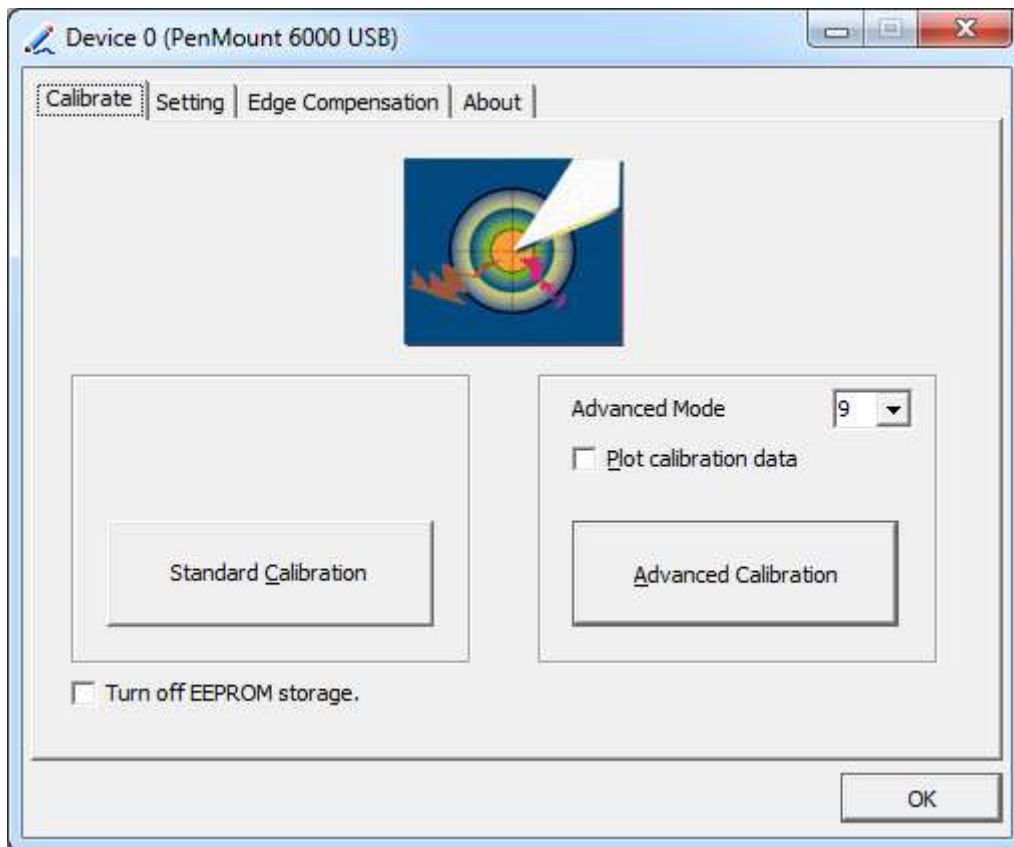 Device 0 (PenMount 6000 USB)
Calibrate Setting Edge Compensation About
Advanced Mode 9
Plot calibration data
Standard Calibration
Advanced Calibration
Turn off EEPROM storage.
OK